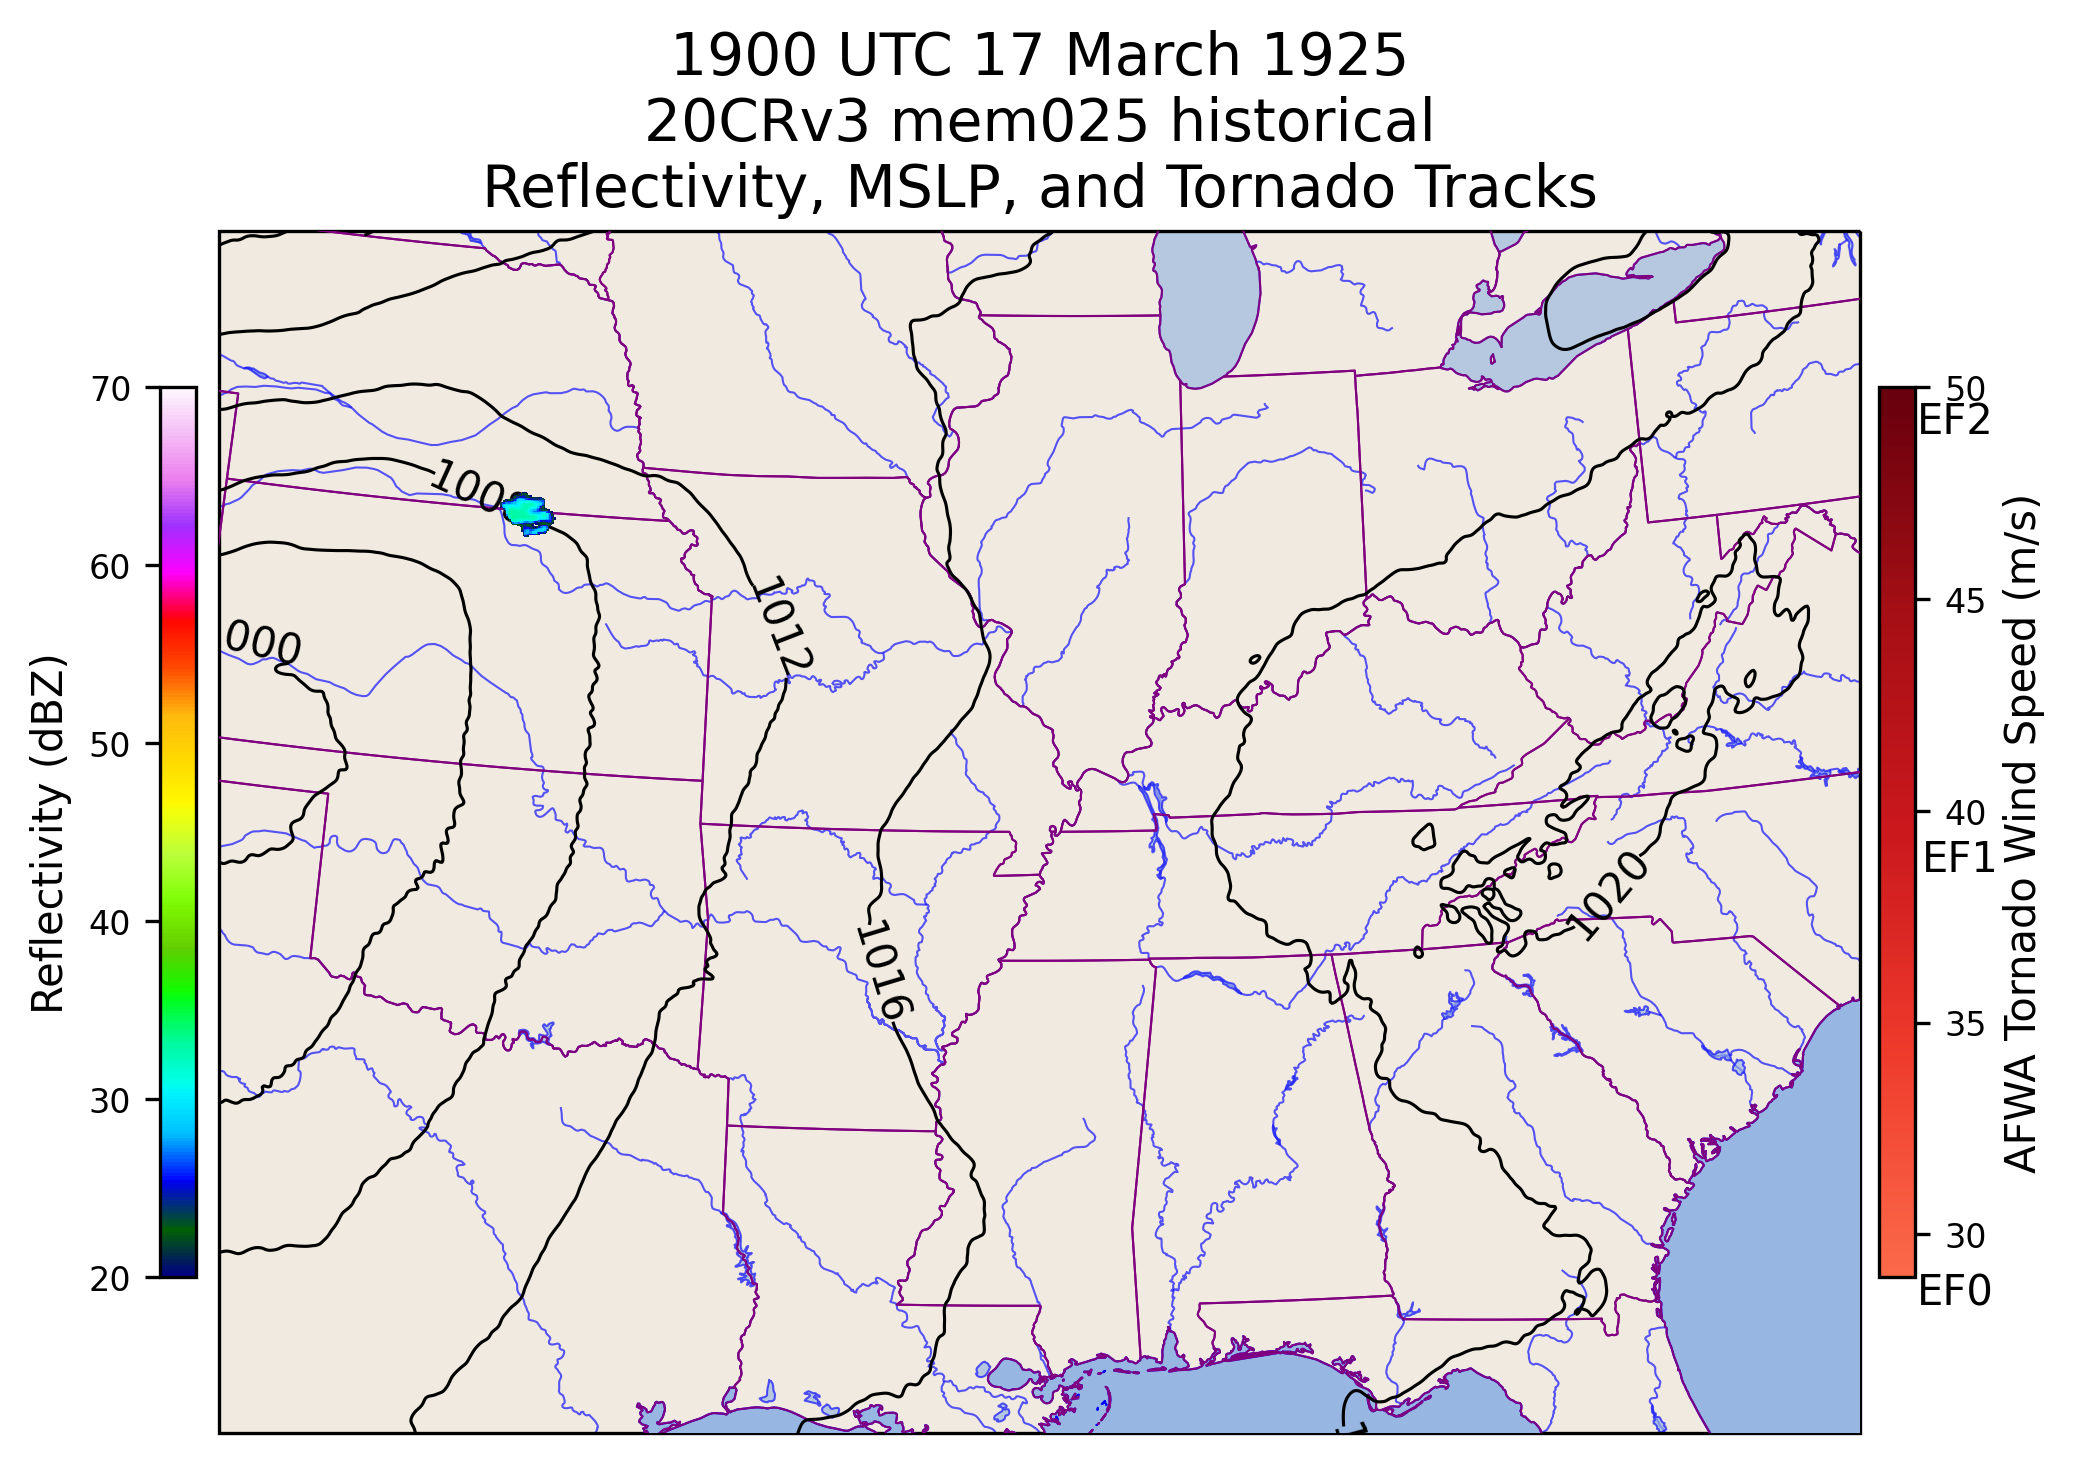 1900 UTC 17 March 1925
20CRv3 mem025 historical
Reflectivity, MSLP, and Tornado Tracks
70
60
50
40
30
20
Reflectivity (dBZ)
100
1012
000
1016
1020
50
EF2
45
40
EF1
35
30
EF0
AFWA Tornado Wind Speed (m/s)